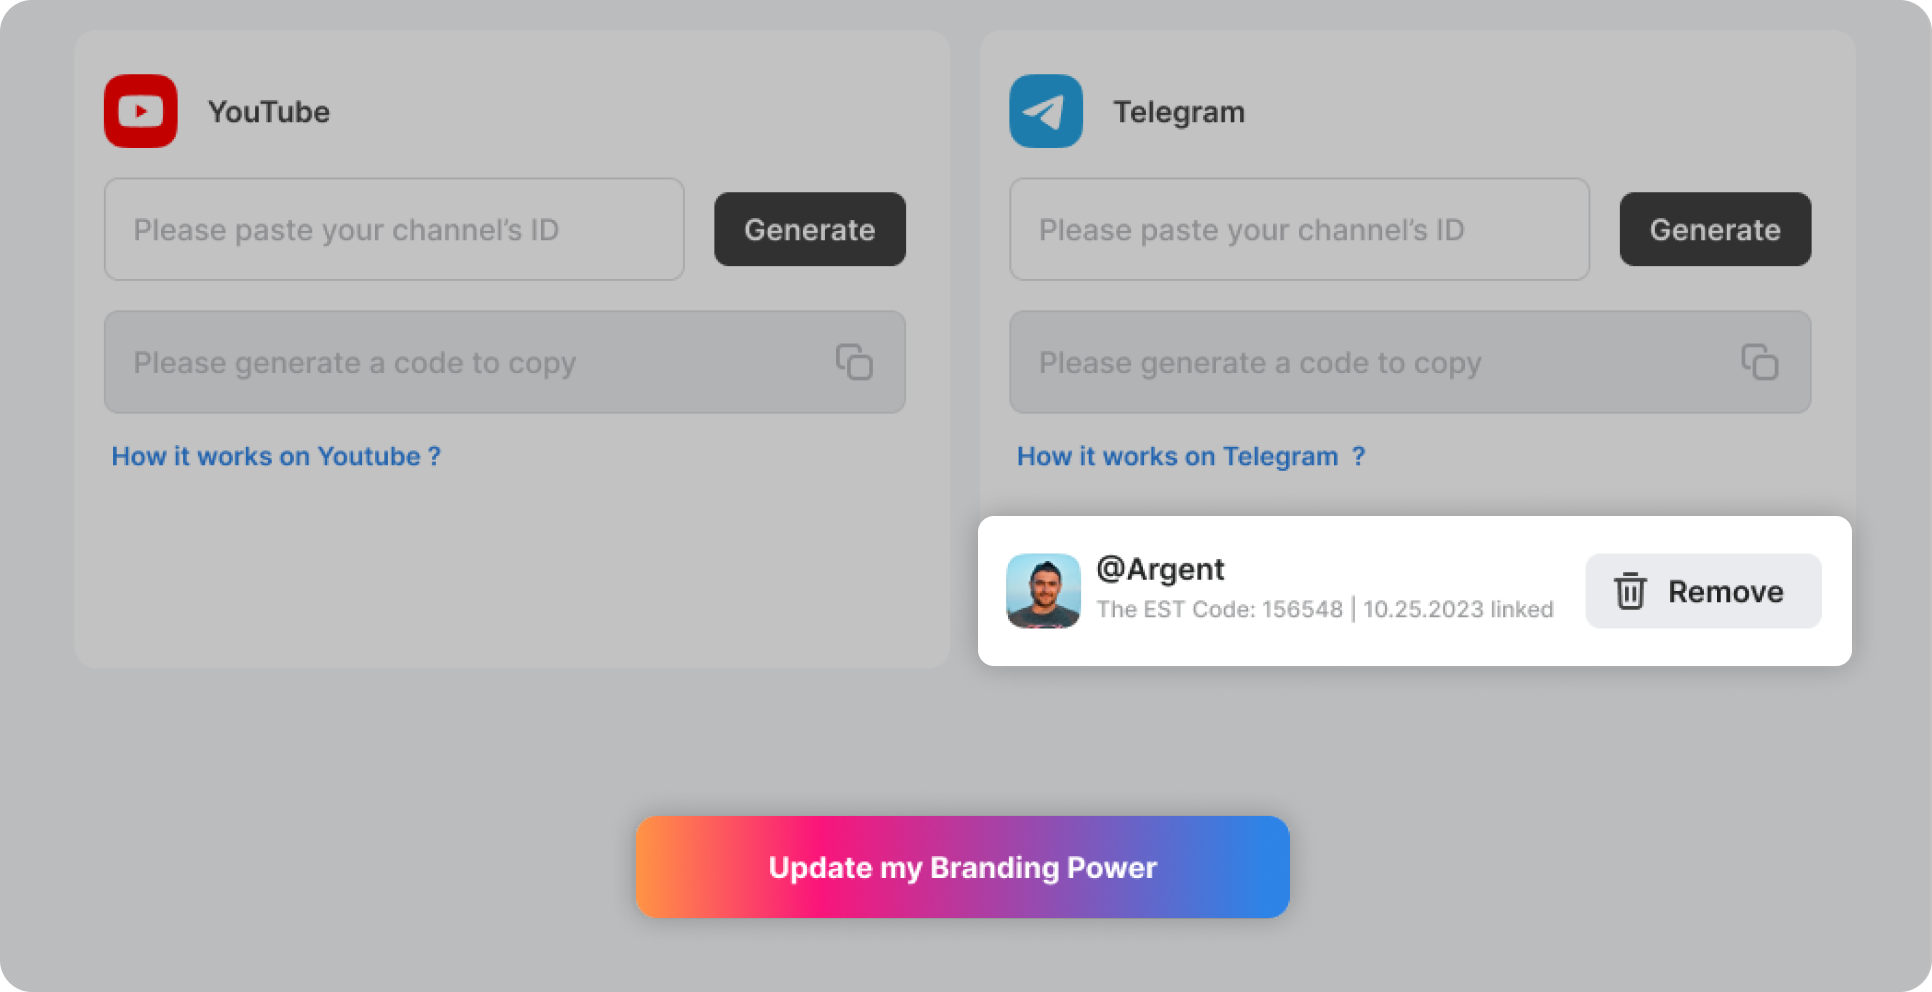 YouTube
Please paste your channel’s ID
Generate
Please generate a code to copy
How it works on Youtube ?
Telegram
Please paste your channel’s ID
Generate
Please generate a code to copy
How it works on Telegram ?
@Argent
The EST Code: 156548 | 10.25.2023 linked
Remove
Update my Branding Power